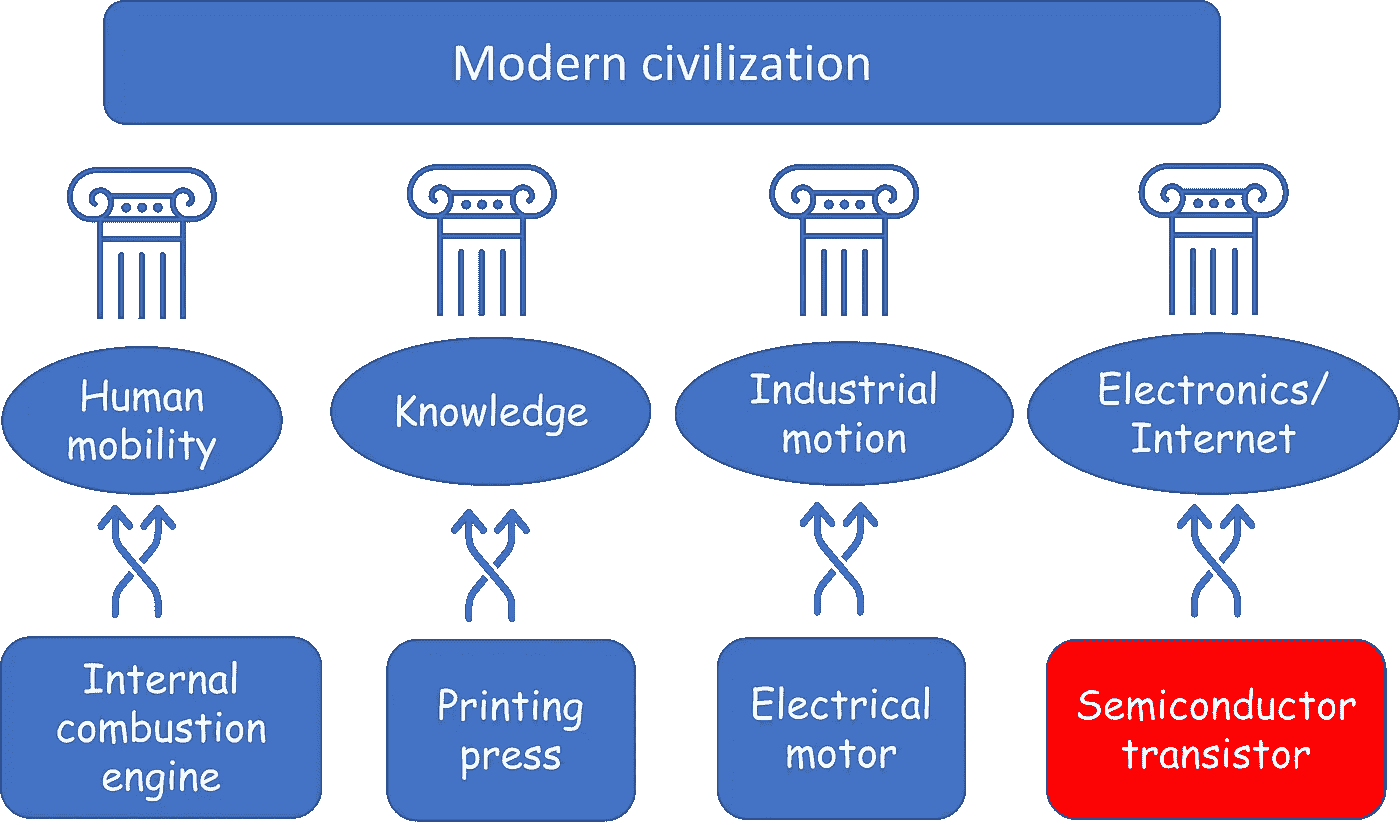 Modern civilization
Human
mobility
Knowledge
Industrial
motion
Electronics/
Internet
Internal
combustion
engine
Printing
press
Electrical
motor
Semiconductor
transistor